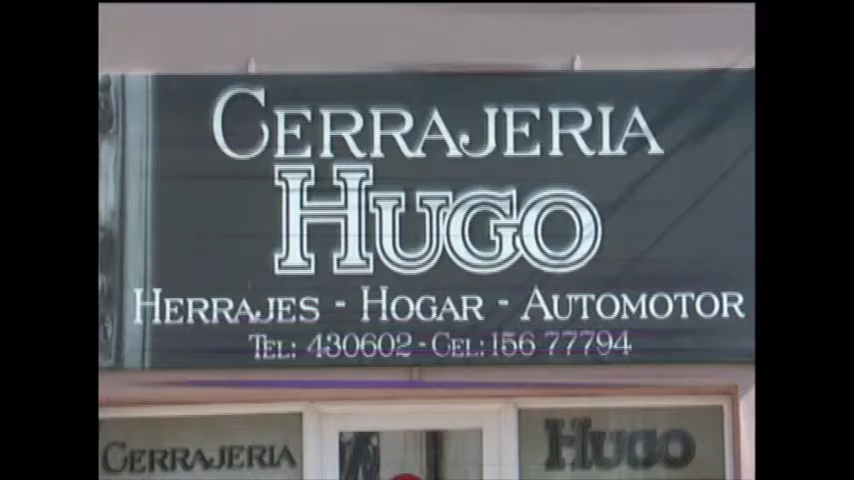 CERRAJERIA
HUGO
HERRAJES - HOGAR - AUTOMOTOR
TEL: 430602 - CEL: 156 77794
CERRAJERIA
HUGO